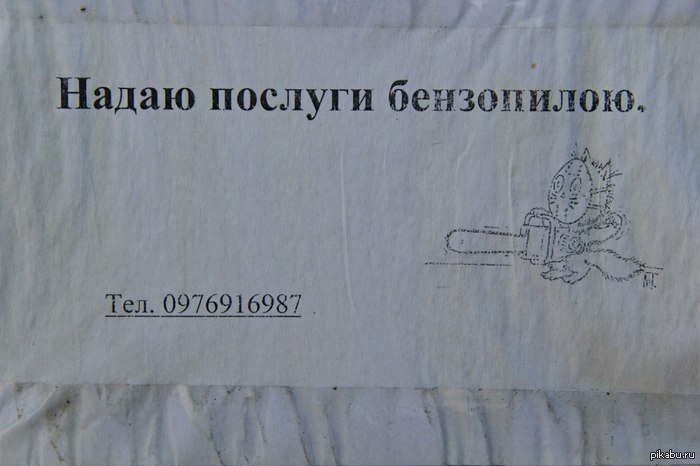 Надаю послуги бензопилою.
М.
Тел. 0976916987
pikabu.ru